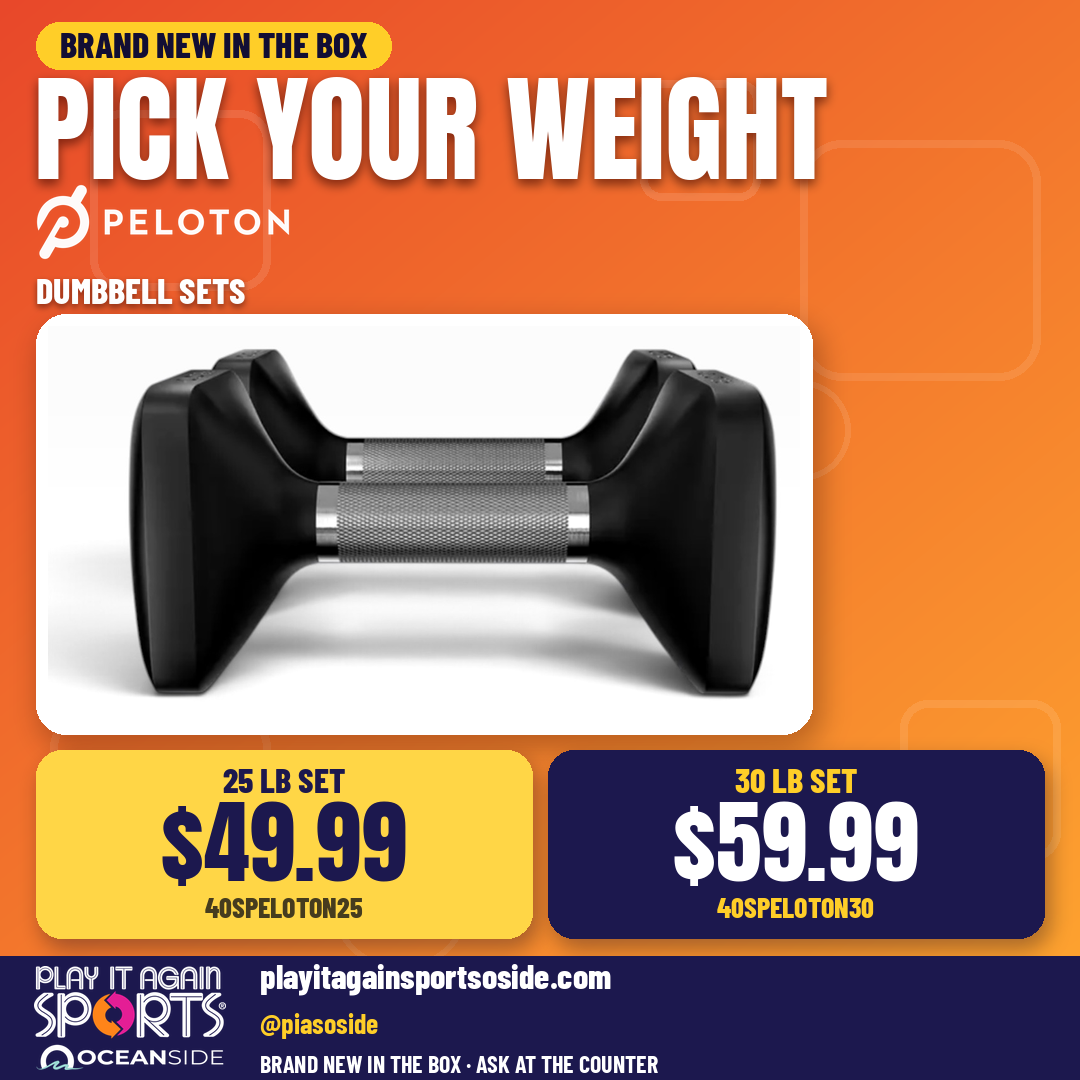 BRAND NEW IN THE BOX
PICK YOUR WEIGHT
PELOTON
DUMBBELL SETS
25 LB SET
$49.99
40SPELOTON25
30 LB SET
$59.99
40SPELOTON30
PLAY IT AGAIN
SPORTS®
OCEANSIDE
playitagainsportsoside.com
@piasoside
BRAND NEW IN THE BOX · ASK AT THE COUNTER